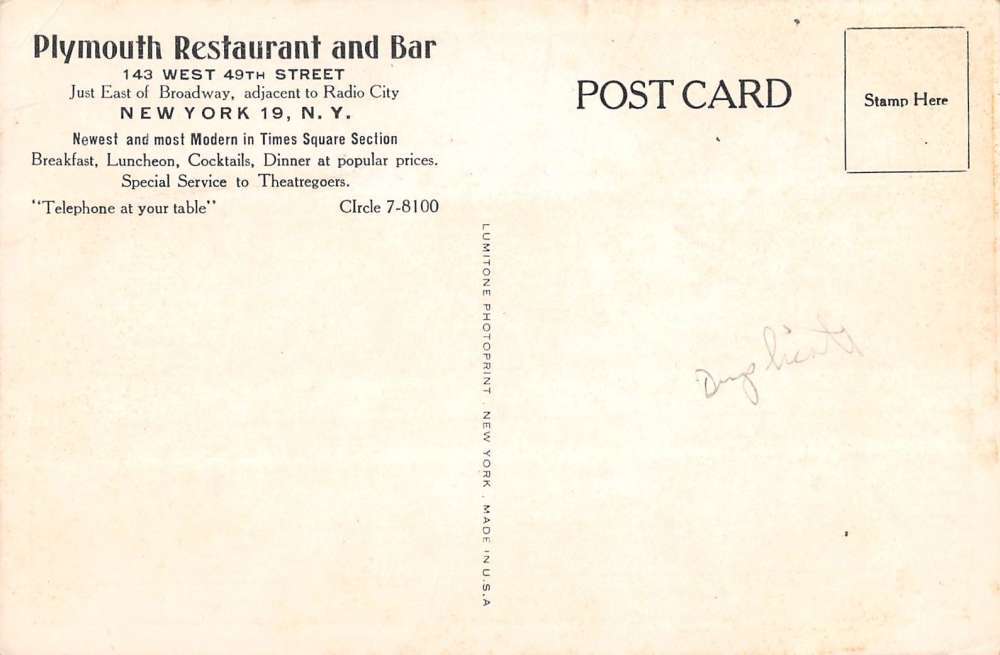 Plymouth Restaurant and Bar
143 WEST 49TH STREET
Just East of Broadway, adjacent to Radio City
NEW YORK 19, N. Y.
Newest and most Modern in Times Square Section
Breakfast, Luncheon, Cocktails, Dinner at popular prices.
Special Service to Theatregoers.
"Telephone at your table" CIrcle 7-8100
POST CARD
Stamp Here
LUMITONE PHOTOPRINT . NEW YORK . MADE IN U.S.A
Duplicate